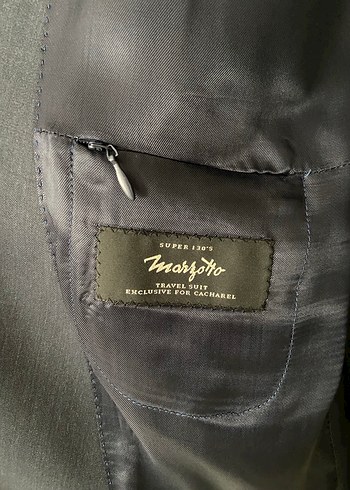 SUPER 130'S
Marzotto
TRAVEL SUIT
EXCLUSIVE FOR CACHAREL